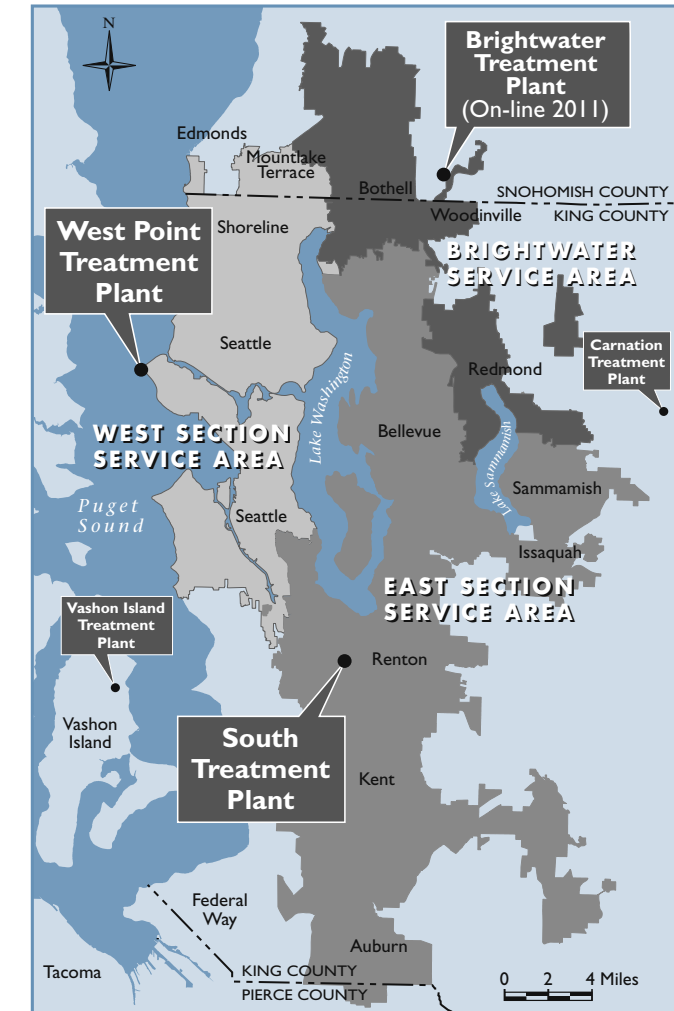 N
Brightwater
Treatment
Plant
(On-line 2011)
Edmonds
Mountlake
Terrace
Bothell
SNOHOMISH COUNTY
KING COUNTY
Woodinville
Shoreline
West Point
Treatment
Plant
BRIGHTWATER
SERVICE AREA
Seattle
Lake Washington
Redmond
Carnation
Treatment
Plant
WEST SECTION
SERVICE AREA
Bellevue
Lake Sammamish
Sammamish
Puget
Sound
Seattle
Issaquah
EAST SECTION
SERVICE AREA
Vashon Island
Treatment
Plant
Renton
Vashon
Island
South
Treatment
Plant
Kent
Federal
Way
Auburn
Tacoma
KING COUNTY
PIERCE COUNTY
0 2 4 Miles